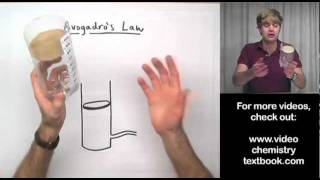 Avogadro's Law
For more videos,
check out:
www.video
chemistry
textbook.com